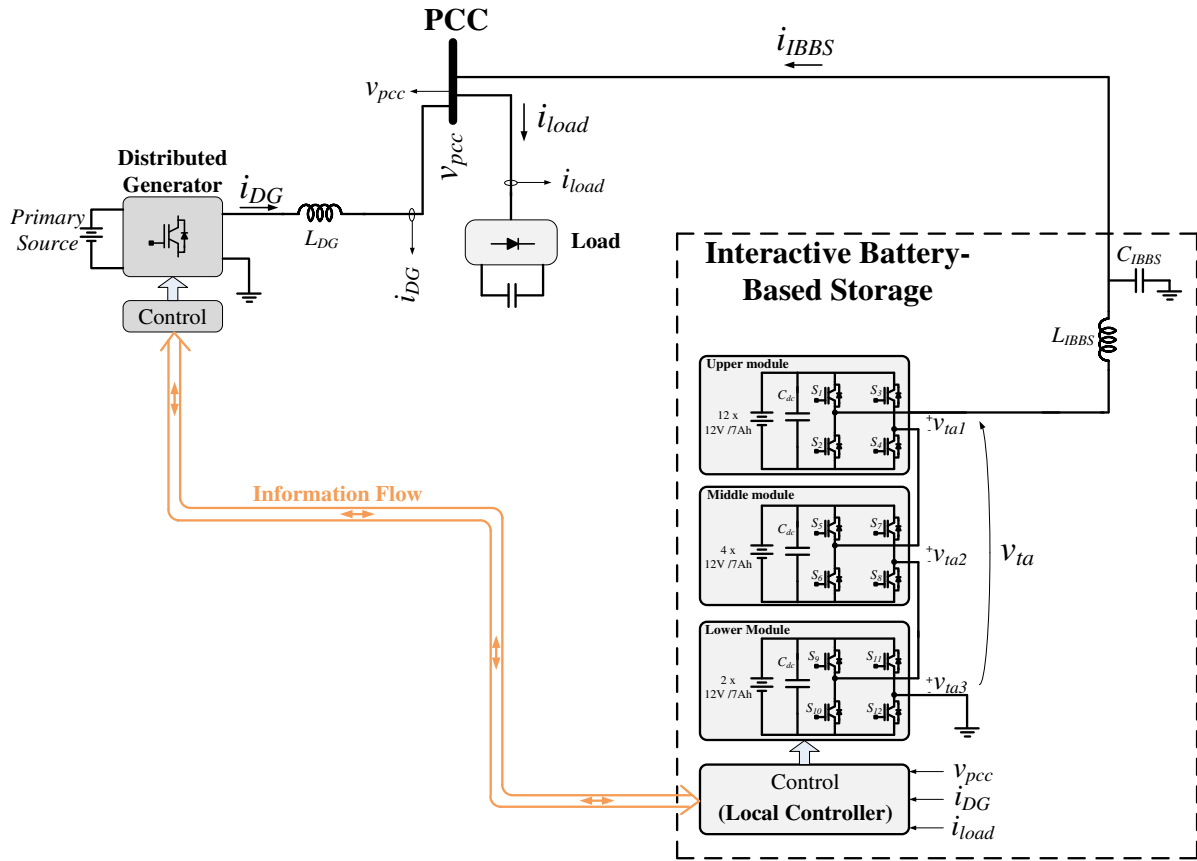 PCC
i_IBBS
v_pcc
i_load
v_pcc
Distributed
Generator
i_DG
i_load
Primary
Source
L_DG
Load
i_DG
Control
Interactive Battery-
Based Storage
C_IBBS
L_IBBS
Upper module
C_dc
S_1
S_3
12 x
12V /7Ah
S_2
S_4
+
-
v_ta1
Information Flow
Middle module
C_dc
S_5
S_7
4 x
12V /7Ah
S_6
S_8
+
-
v_ta2
v_ta
Lower Module
C_dc
S_9
S_11
2 x
12V /7Ah
S_10
S_12
+
-
v_ta3
Control
(Local Controller)
v_pcc
i_DG
i_load